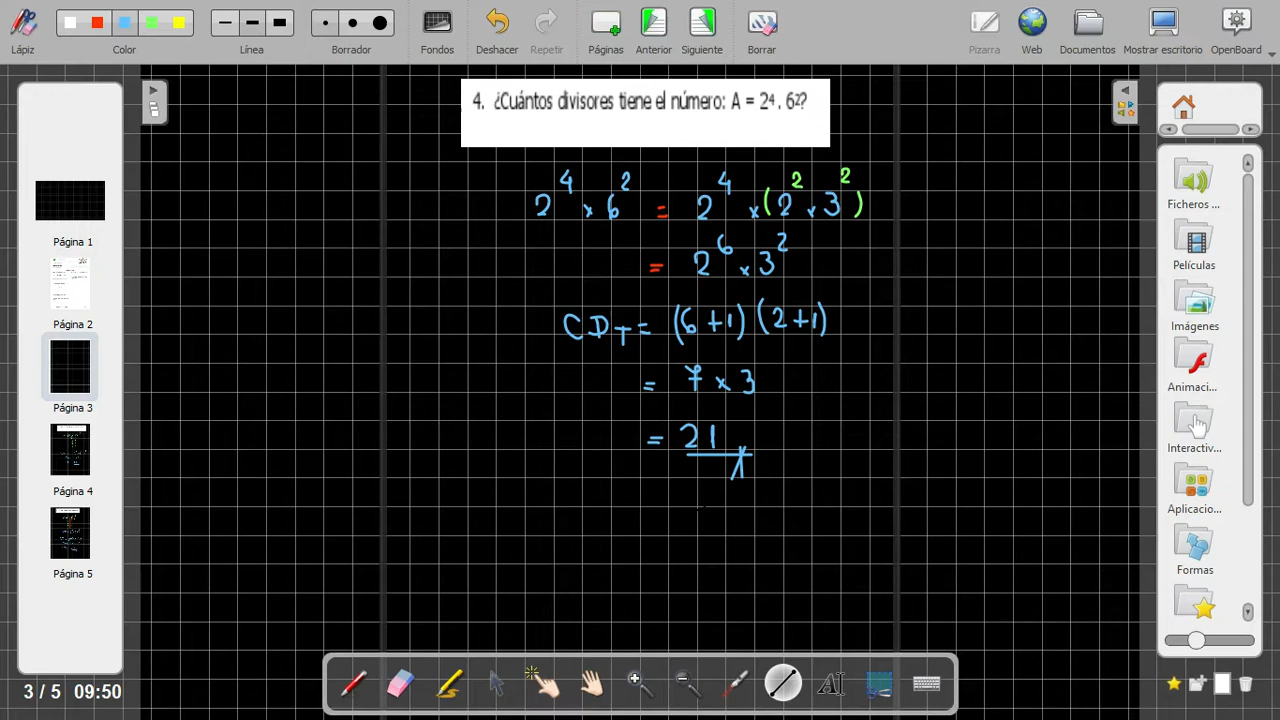 Lápiz
Color
Línea
Borrador
Fondos
Deshacer
Repetir
Páginas
Anterior
Siguiente
Borrar
Pizarra
Web
Documentos
Mostrar escritorio
OpenBoard
4. ¿Cuántos divisores tiene el número: A = 2⁴ . 6²?
2⁴ × 6² = 2⁴ × (2² × 3²)
= 2⁶ × 3²
CD_T = (6+1) (2+1)
= 7 × 3
= 21
Página 1
Página 2
Página 3
Página 4
Página 5
3 / 5 09:50
Ficheros ...
Películas
Imágenes
Animaci...
Interactiv...
Aplicacio...
Formas
AI